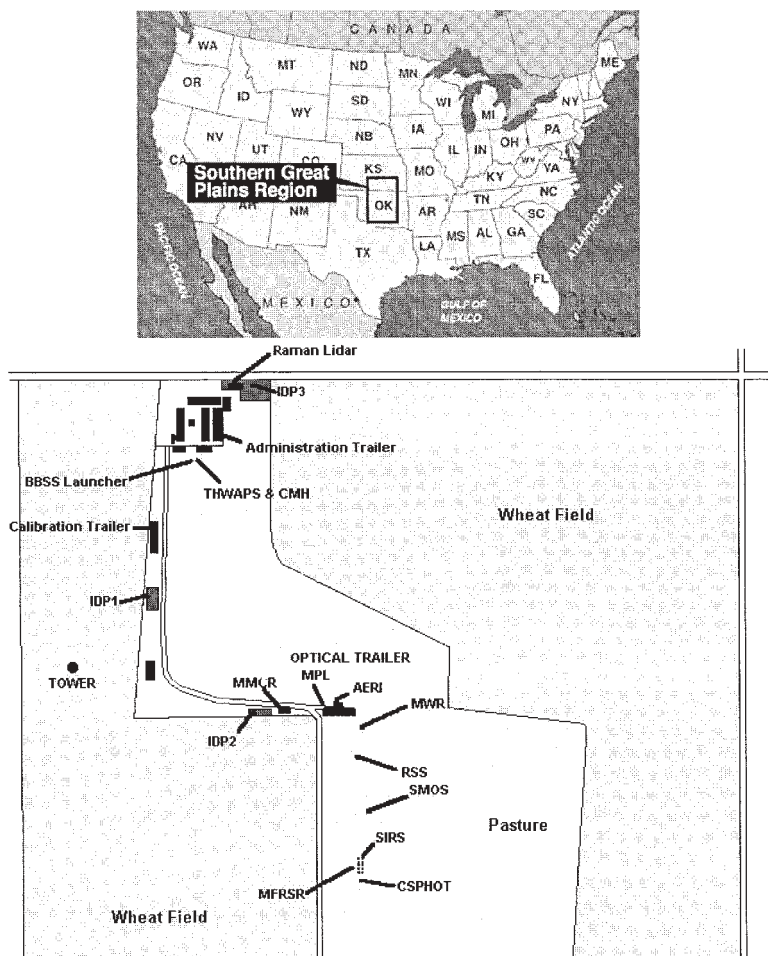 CANADA
WA
MT
ND
MN
ME
OR
ID
SD
WI
MI
NY
WY
IA
PA
NB
NV
UT
CO
IL
IN
OH
WV
VA
CA
KS
MO
KY
NC
Southern Great
Plains Region
OK
TN
AR
SC
AR
NM
MS
AL
GA
TX
LA
FL
PACIFIC OCEAN
ATLANTIC OCEAN
MEXICO
GULF OF
MEXICO
Raman Lidar
IDP3
Administration Trailer
BBSS Launcher
THWAPS & CMH
Calibration Trailer
Wheat Field
IDP1
OPTICAL TRAILER
TOWER
MMCR
MPL
AERI
MWR
IDP2
RSS
SMOS
Pasture
SIRS
MFRSR
CSPHOT
Wheat Field